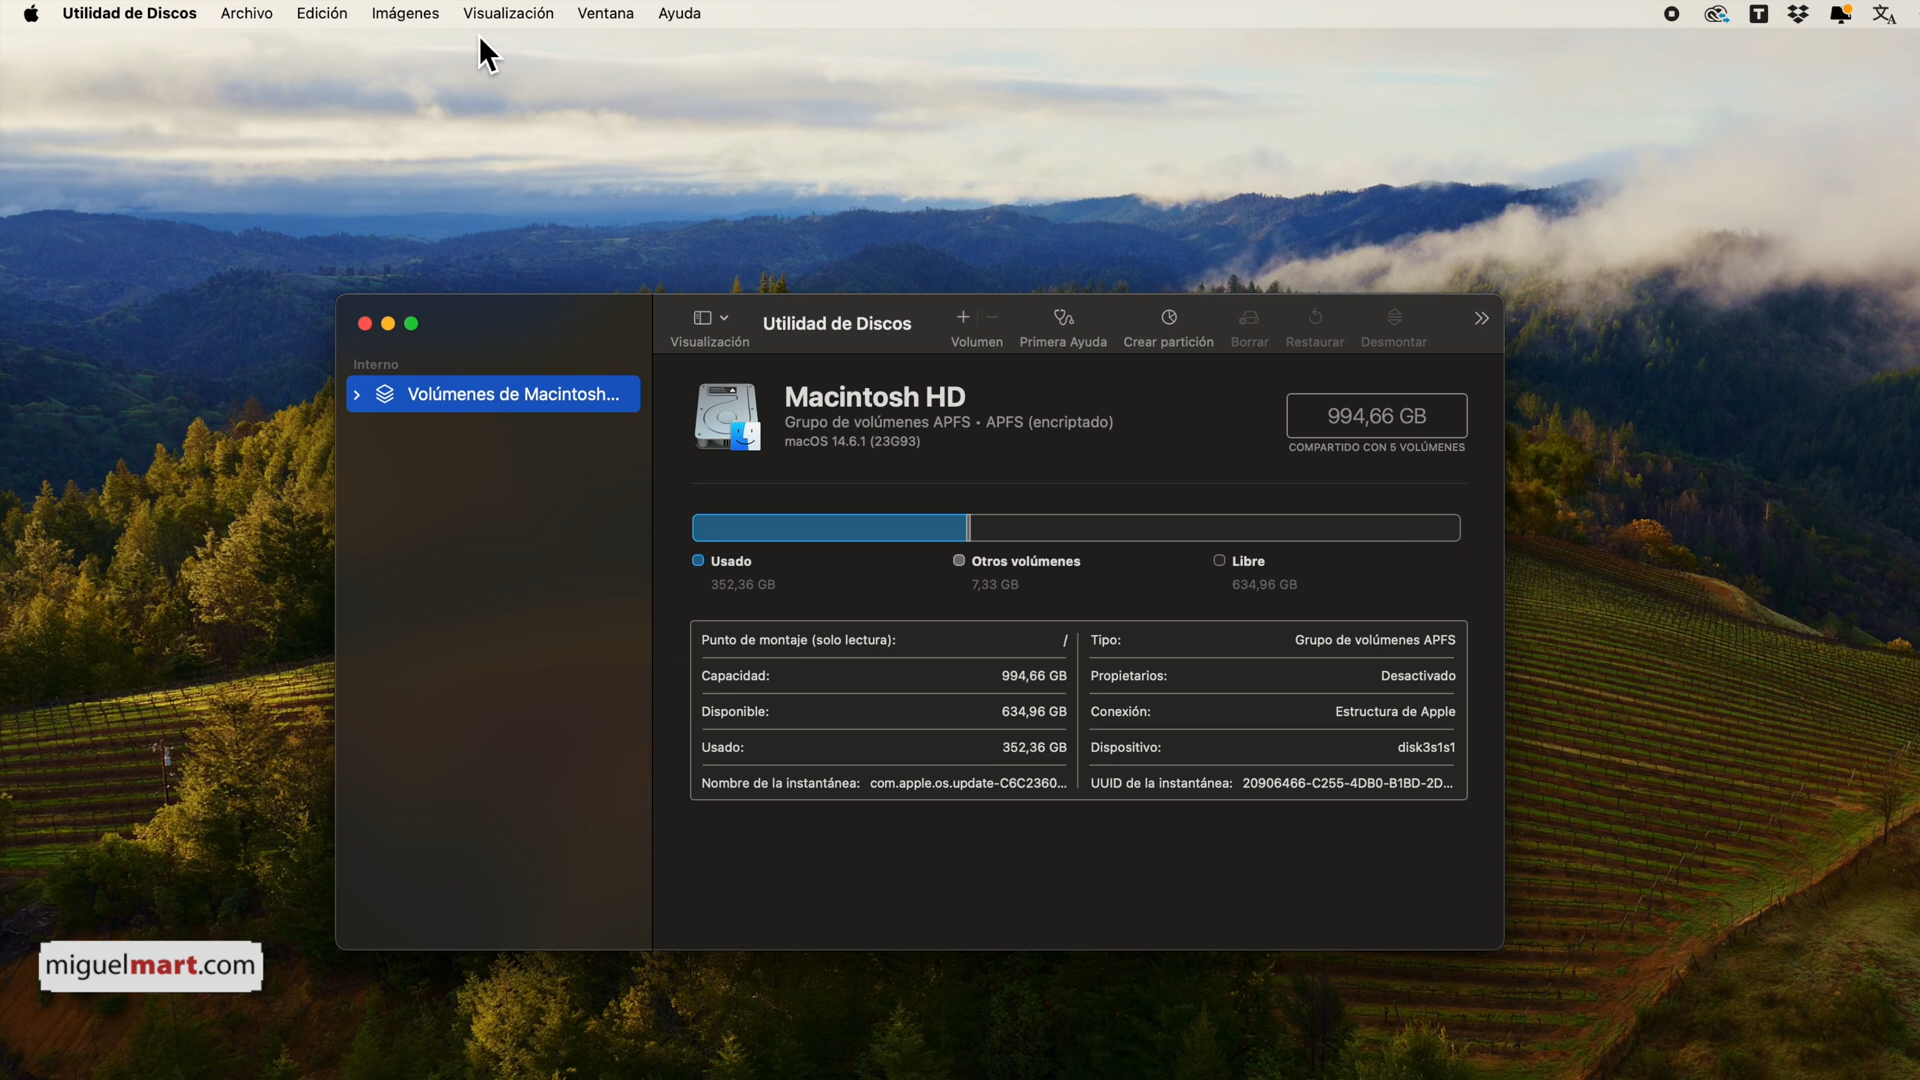 Utilidad de Discos Archivo Edición Imágenes Visualización Ventana Ayuda
Utilidad de Discos
Visualización
Volumen
Primera Ayuda
Crear partición
Borrar
Restaurar
Desmontar
Interno
Volúmenes de Macintosh...
Macintosh HD
Grupo de volúmenes APFS • APFS (encriptado)
macOS 14.6.1 (23G93)
994,66 GB
COMPARTIDO CON 5 VOLÚMENES
Usado
352,36 GB
Otros volúmenes
7,33 GB
Libre
634,96 GB
Punto de montaje (solo lectura): /
Capacidad: 994,66 GB
Disponible: 634,96 GB
Usado: 352,36 GB
Nombre de la instantánea: com.apple.os.update-C6C2360...
Tipo: Grupo de volúmenes APFS
Propietarios: Desactivado
Conexión: Estructura de Apple
Dispositivo: disk3s1s1
UUID de la instantánea: 20906466-C255-4DB0-B1BD-2D...
miguelmart.com